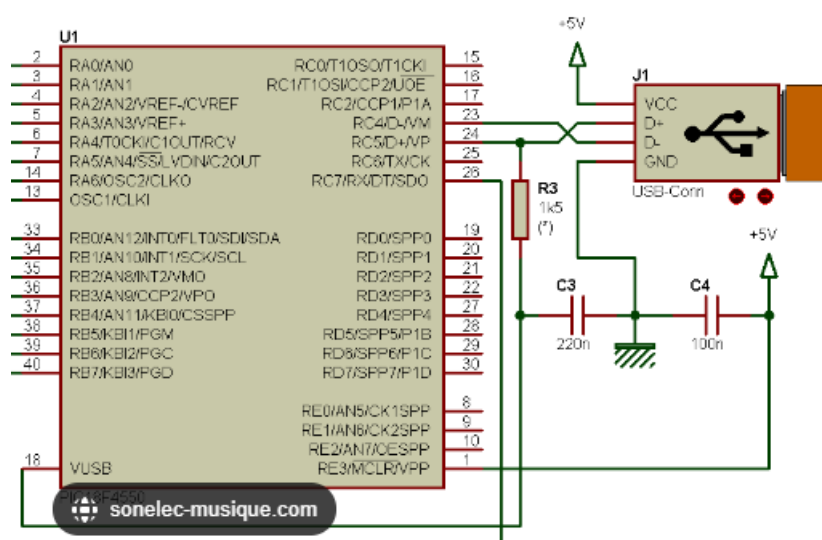 U1
2 RA0/AN0
3 RA1/AN1
4 RA2/AN2/VREF-/CVREF
5 RA3/AN3/VREF+
6 RA4/T0CKI/C1OUT/RCV
7 RA5/AN4/SS/LVDIN/C2OUT
14 RA6/OSC2/CLKO
13 OSC1/CLKI
33 RB0/AN12/INT0/FLT0/SDI/SDA
34 RB1/AN10/INT1/SCK/SCL
35 RB2/AN8/INT2/VMO
36 RB3/AN9/CCP2/VPO
37 RB4/AN11/KBI0/CSSPP
38 RB5/KBI1/PGM
39 RB6/KBI2/PGC
40 RB7/KBI3/PGD
18 VUSB
RC0/T1OSO/T1CKI 15
RC1/T1OSI/CCP2/UOE 16
RC2/CCP1/P1A 17
RC4/D-/VM 23
RC5/D+/VP 24
RC6/TX/CK 25
RC7/RX/DT/SDO 26
RD0/SPP0 19
RD1/SPP1 20
RD2/SPP2 21
RD3/SPP3 22
RD4/SPP4 27
RD5/SPP5/P1B 28
RD6/SPP6/P1C 29
RD7/SPP7/P1D 30
RE0/AN5/CK1SPP 8
RE1/AN6/CK2SPP 9
RE2/AN7/OESPP 10
RE3/MCLR/VPP 1
PIC18F4550
+5V
J1
VCC
D+
D-
GND
USB-Conn
R3
1k5
(*)
+5V
C3
220n
C4
100n
sonelec-musique.com